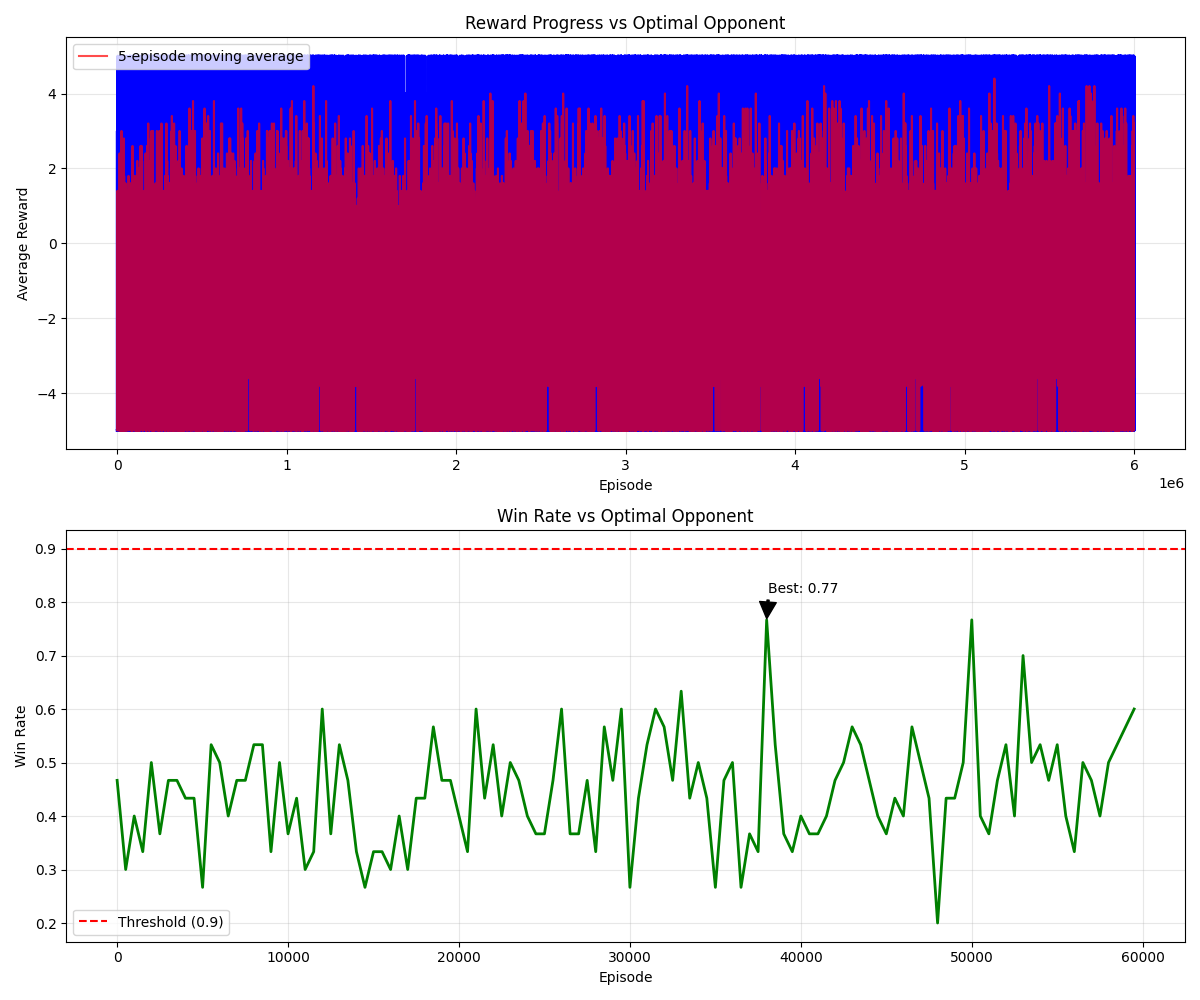 Reward Progress vs Optimal Opponent
5-episode moving average
Average Reward
4
2
0
−2
−4
0 1 2 3 4 5 6
1e6
Episode
Win Rate vs Optimal Opponent
Win Rate
0.9
0.8
0.7
0.6
0.5
0.4
0.3
0.2
Best: 0.77
Threshold (0.9)
0 10000 20000 30000 40000 50000 60000
Episode